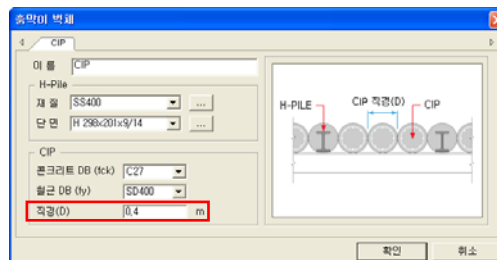 흙막이 벽체
CIP
이 름 CIP
H-Pile
재 질 SS400 ...
단 면 H 298x201x9/14 ...
CIP
콘크리트 DB (fck) C27
철근 DB (fy) SD400
직경(D) 0.4 m
H-PILE CIP 직경(D) CIP
확인 취소